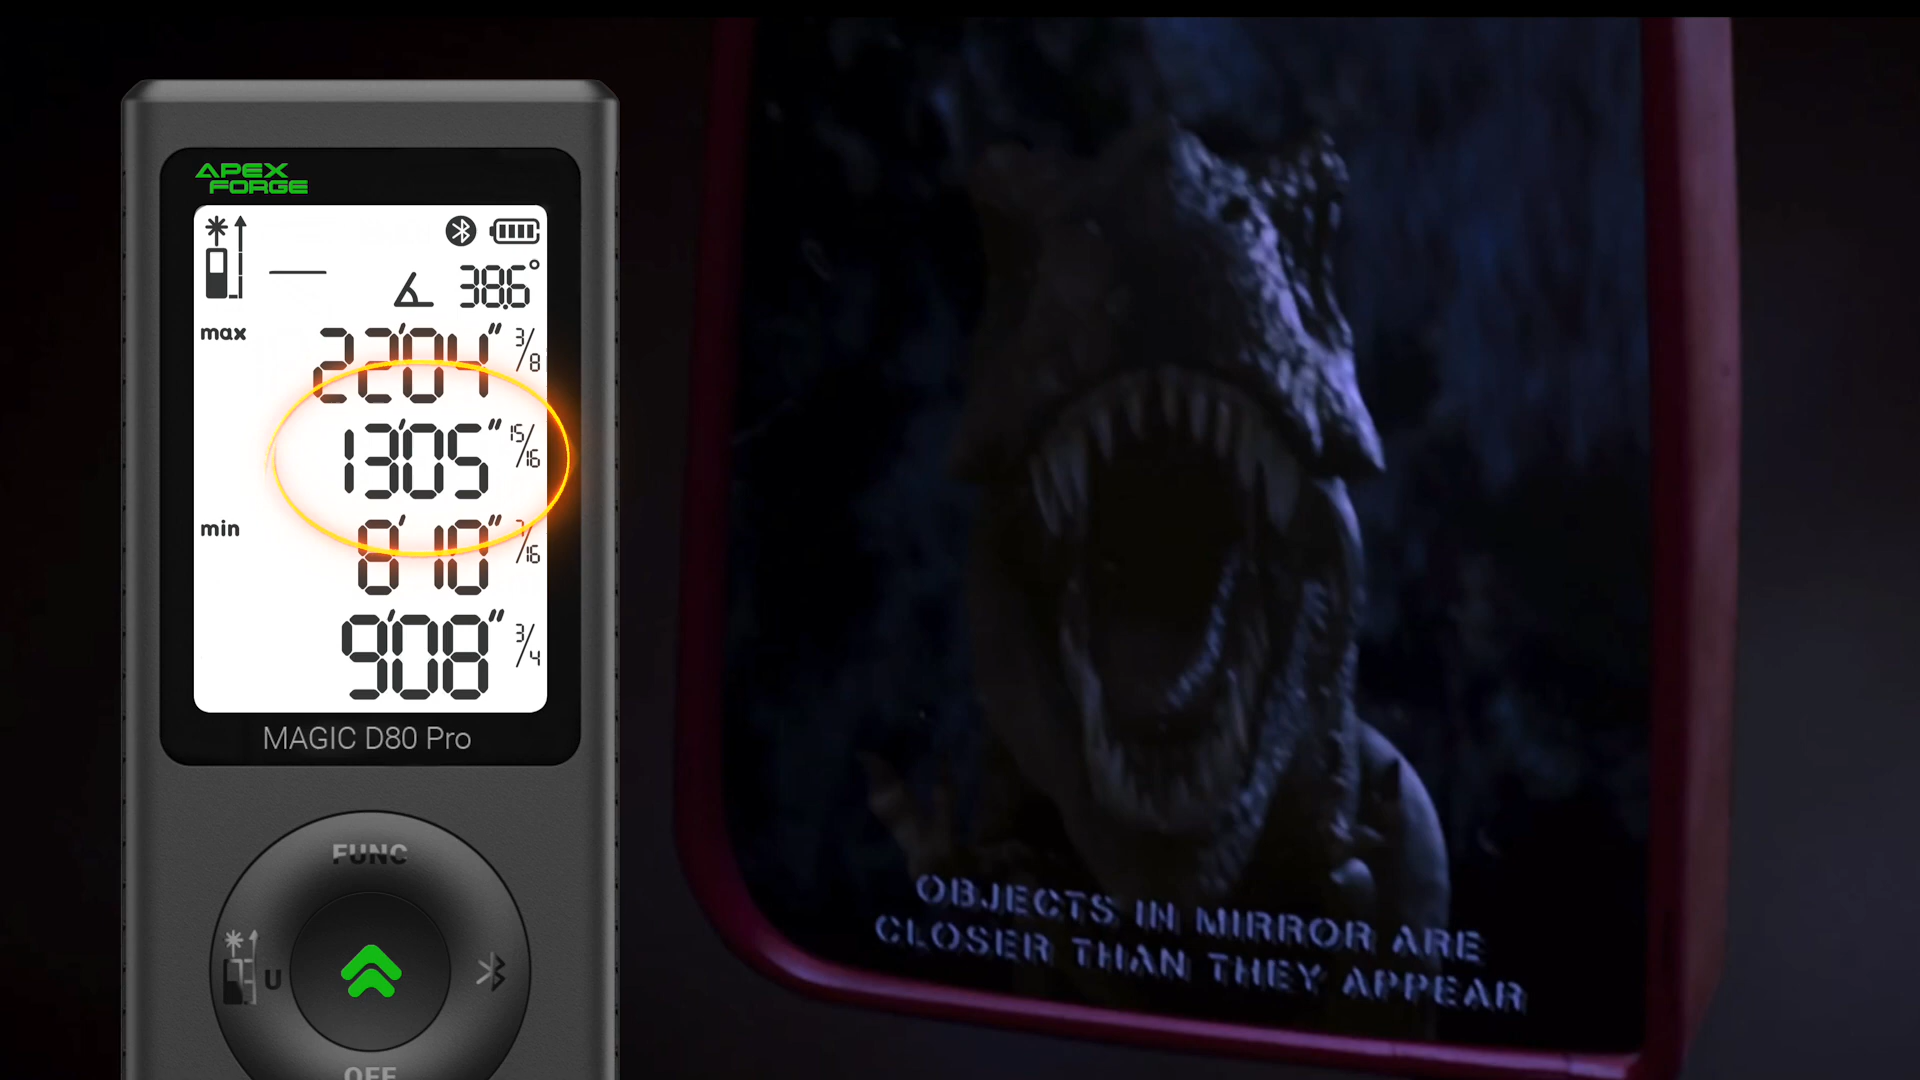 APEX
FORGE
38.6°
max
22'04" 3/8
13'05" 15/16
min
8'10" 7/16
9'08" 3/4
MAGIC D80 Pro
FUNC
U
OFF
OBJECTS IN MIRROR ARE
CLOSER THAN THEY APPEAR